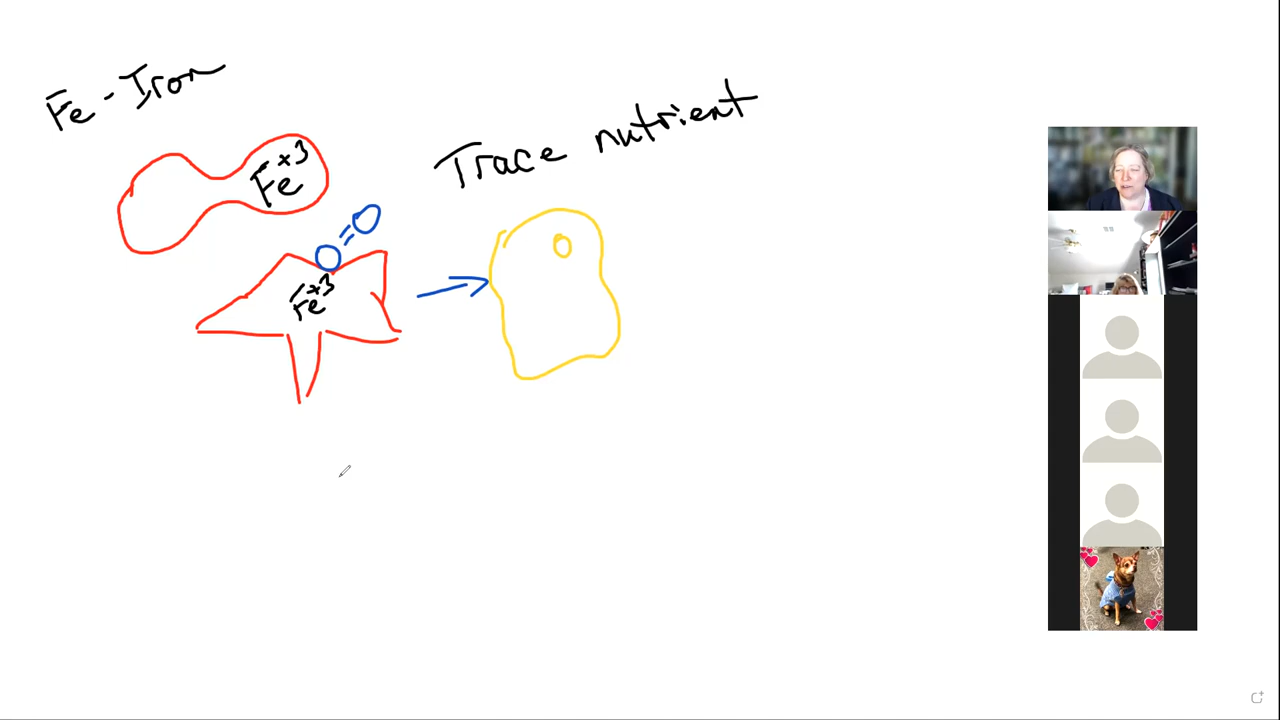 Fe - Iron
Trace nutrient
Fe+3
O=O
Fe+3